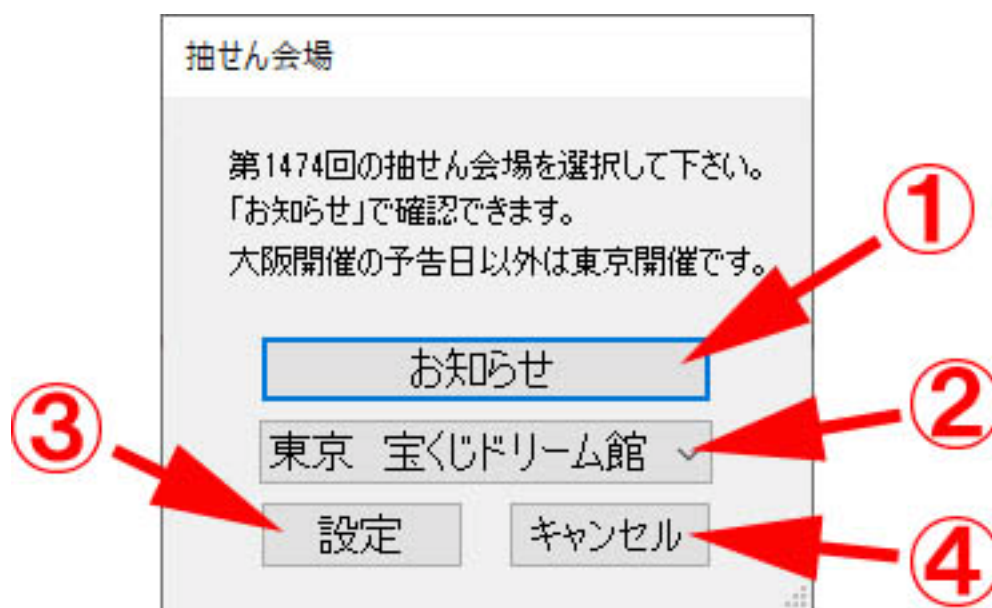 抽せん会場
第1474回の抽せん会場を選択して下さい。
「お知らせ」で確認できます。
大阪開催の予告日以外は東京開催です。
①
お知らせ
②
東京 宝くじドリーム館
③
設定
キャンセル
④